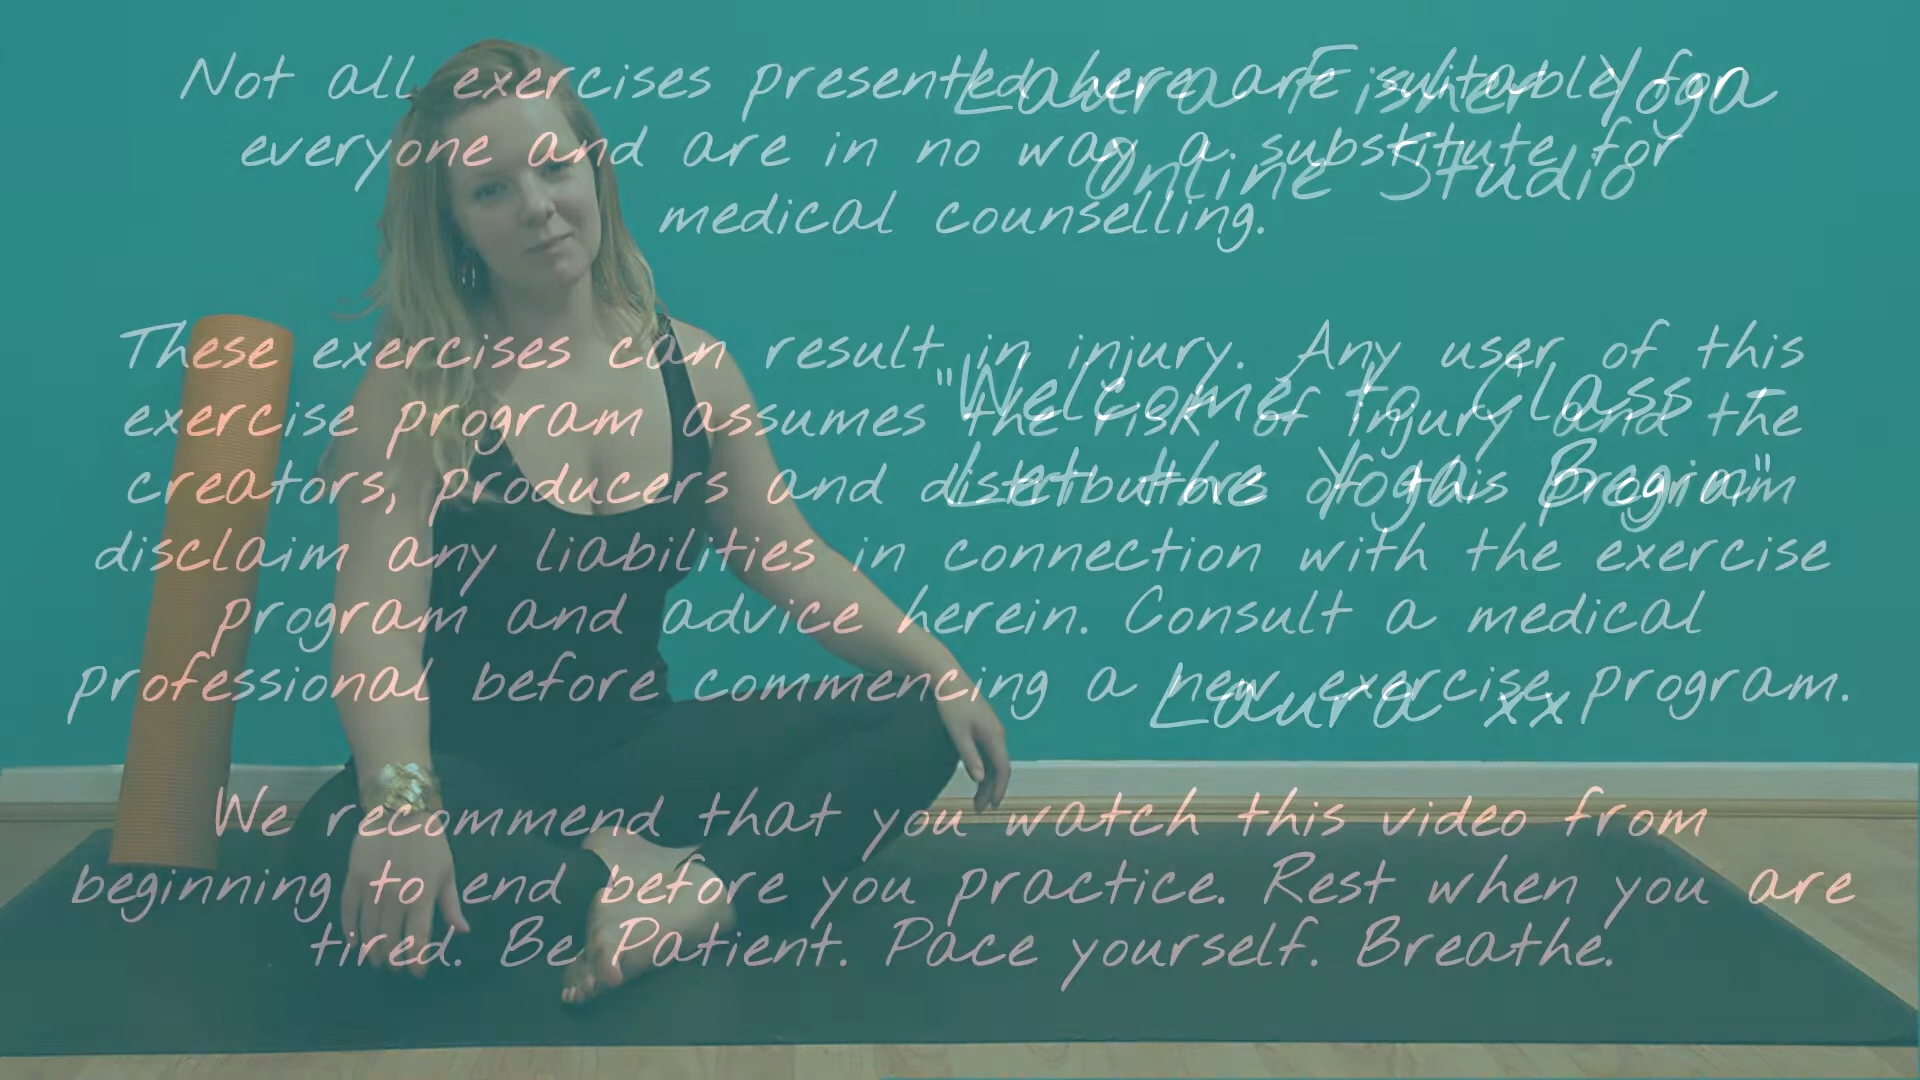 Not all exercises presented here are suitable for
everyone and are in no way a substitute for
medical counselling.
These exercises can result in injury. Any user of this
exercise program assumes the risk of injury and the
creators, producers and distributors of this program
disclaim any liabilities in connection with the exercise
program and advice herein. Consult a medical
professional before commencing a new exercise program.
We recommend that you watch this video from
beginning to end before you practice. Rest when you are
tired. Be Patient. Pace yourself. Breathe.
Laura Fisher Yoga
Online Studio
"Welcome to Class -
Let the Yoga Begin"
Laura xx